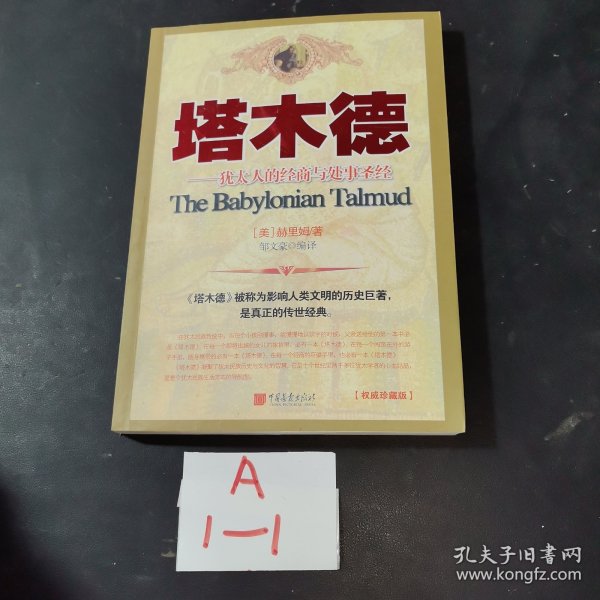 塔木德
——犹太人的经商与处事圣经
The Babylonian Talmud
[美]赫里姆/著
邹文豪◎编译
《塔木德》被称为影响人类文明的历史巨著，
是真正的传世经典。
中国画报出版社
【权威珍藏版】
A
1—1
孔夫子旧书网
www.kongfz.com